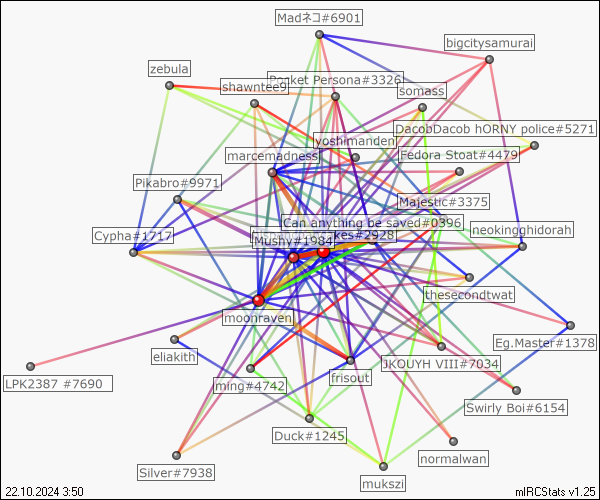 Madネコ#6901
bigcitysamurai
zebula
Pocket Persona#3326
shawntee9
somass
DacobDacob hORNY police#5271
yoshimanden
marcemadness
Fedora Stoat#4479
Pikabro#9971
Majestic#3375
Can anything be saved#0396
neokingghidorah
Cypha#1717
kes#2928
Mushy#1984
thesecondtwat
moonraven
Eg.Master#1378
eliakith
JKOUYH VIII#7034
LPK2387 #7690
ming#4742
frisout
Swirly Boi#6154
Duck#1245
normalwan
Silver#7938
mukszi
22.10.2024 3:50
mIRCStats v1.25